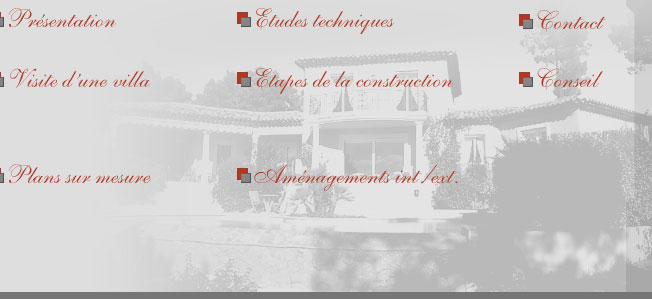 Présentation
Etudes techniques
Contact
Visite d'une villa
Etapes de la construction
Conseil
Plans sur mesure
Aménagements int./ext.